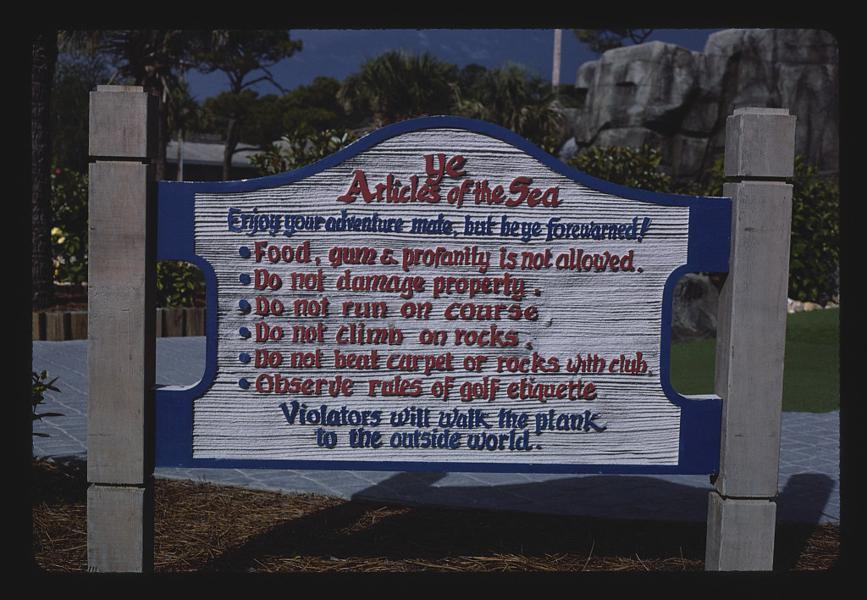 ye
Articles of the Sea
Enjoy your adventure mate, but be ye forewarned!
• Food, gum & profanity is not allowed.
• Do not damage property.
• Do not run on course.
• Do not climb on rocks.
• Do not beat carpet or rocks with club.
• Observe rules of golf etiquette
Violators will walk the plank
to the outside world.